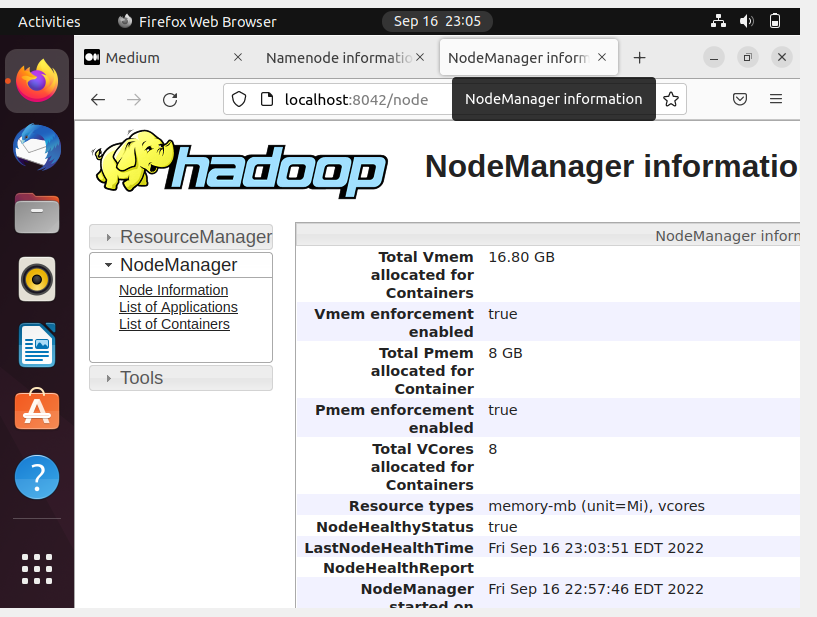 Activities
Firefox Web Browser
Sep 16 23:05
Medium
Namenode informatio
NodeManager inform
localhost:8042/node
NodeManager information
hadoop
NodeManager informatio
ResourceManager
NodeManager
Node Information
List of Applications
List of Containers
Tools
NodeManager inform
Total Vmem 16.80 GB
allocated for
Containers
Vmem enforcement true
enabled
Total Pmem 8 GB
allocated for
Container
Pmem enforcement true
enabled
Total VCores 8
allocated for
Containers
Resource types memory-mb (unit=Mi), vcores
NodeHealthyStatus true
LastNodeHealthTime Fri Sep 16 23:03:51 EDT 2022
NodeHealthReport
NodeManager Fri Sep 16 22:57:46 EDT 2022
started on